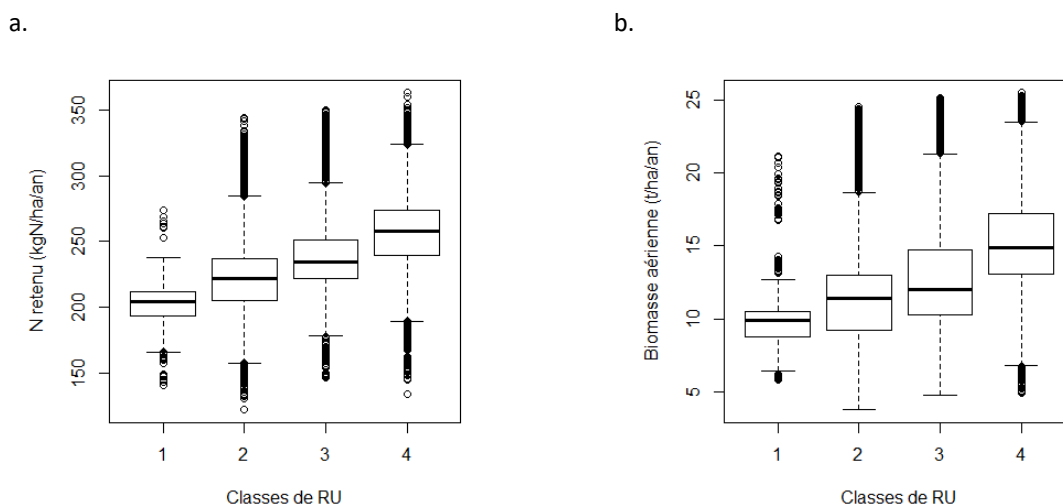 a.
b.
N retenu (kgN/ha/an)
350
300
250
200
150
1 2 3 4
Classes de RU
Biomasse aérienne (t/ha/an)
25
20
15
10
5
1 2 3 4
Classes de RU